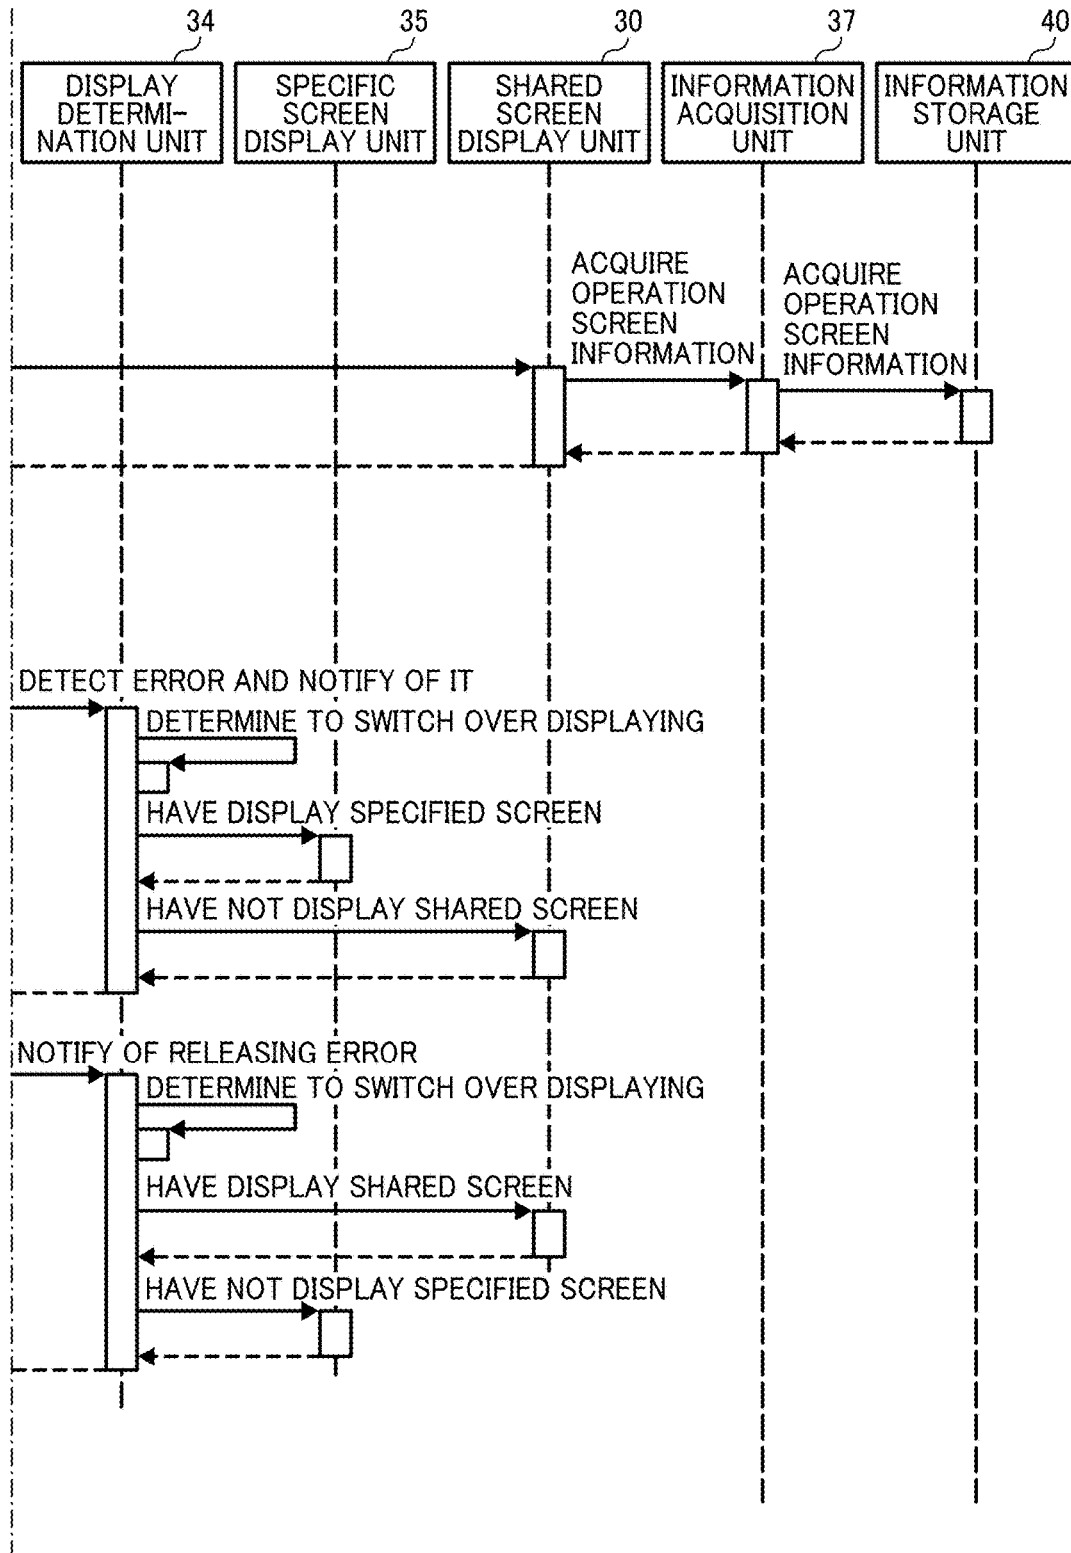 34
35
30
37
40
DISPLAY
DETERMI-
NATION UNIT
SPECIFIC
SCREEN
DISPLAY UNIT
SHARED
SCREEN
DISPLAY UNIT
INFORMATION
ACQUISITION
UNIT
INFORMATION
STORAGE
UNIT
ACQUIRE
OPERATION
SCREEN
INFORMATION
ACQUIRE
OPERATION
SCREEN
INFORMATION
DETECT ERROR AND NOTIFY OF IT
DETERMINE TO SWITCH OVER DISPLAYING
HAVE DISPLAY SPECIFIED SCREEN
HAVE NOT DISPLAY SHARED SCREEN
NOTIFY OF RELEASING ERROR
DETERMINE TO SWITCH OVER DISPLAYING
HAVE DISPLAY SHARED SCREEN
HAVE NOT DISPLAY SPECIFIED SCREEN